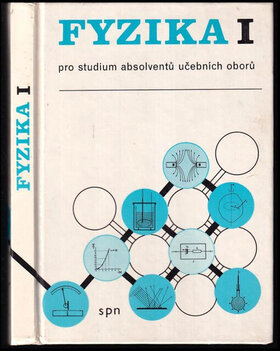 FYZIKA I
FYZIKA I
pro studium absolventů učebních oborů
spn